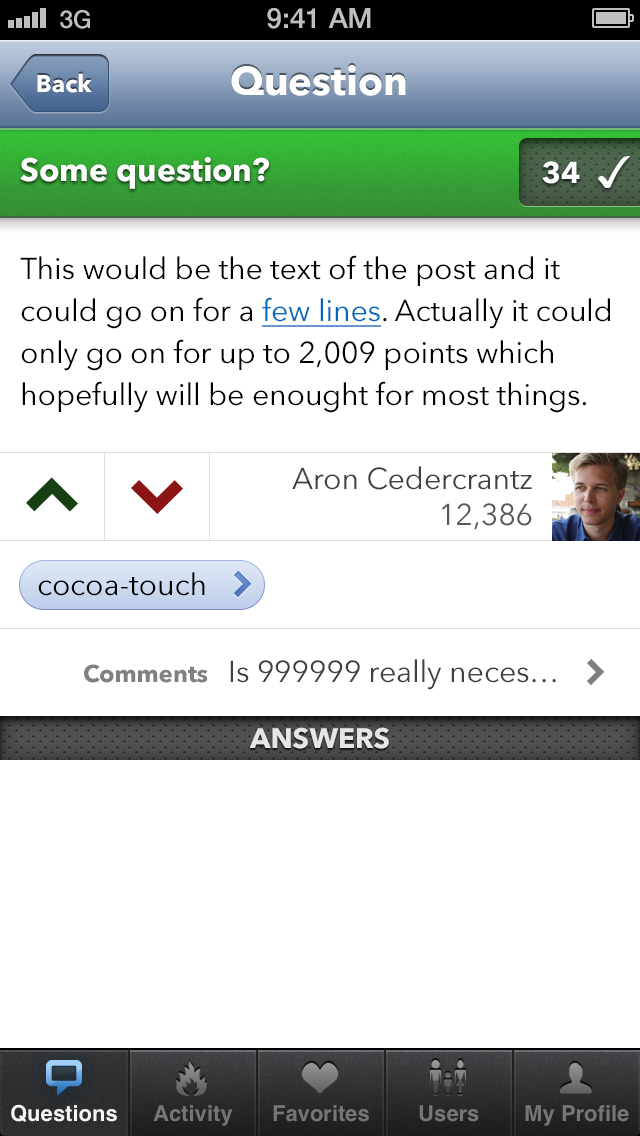 3G 9:41 AM
Back Question
Some question? 34 ✓
This would be the text of the post and it
could go on for a few lines. Actually it could
only go on for up to 2,009 points which
hopefully will be enought for most things.
Aron Cedercrantz
12,386
cocoa-touch
Comments Is 999999 really neces…
ANSWERS
Questions Activity Favorites Users My Profile